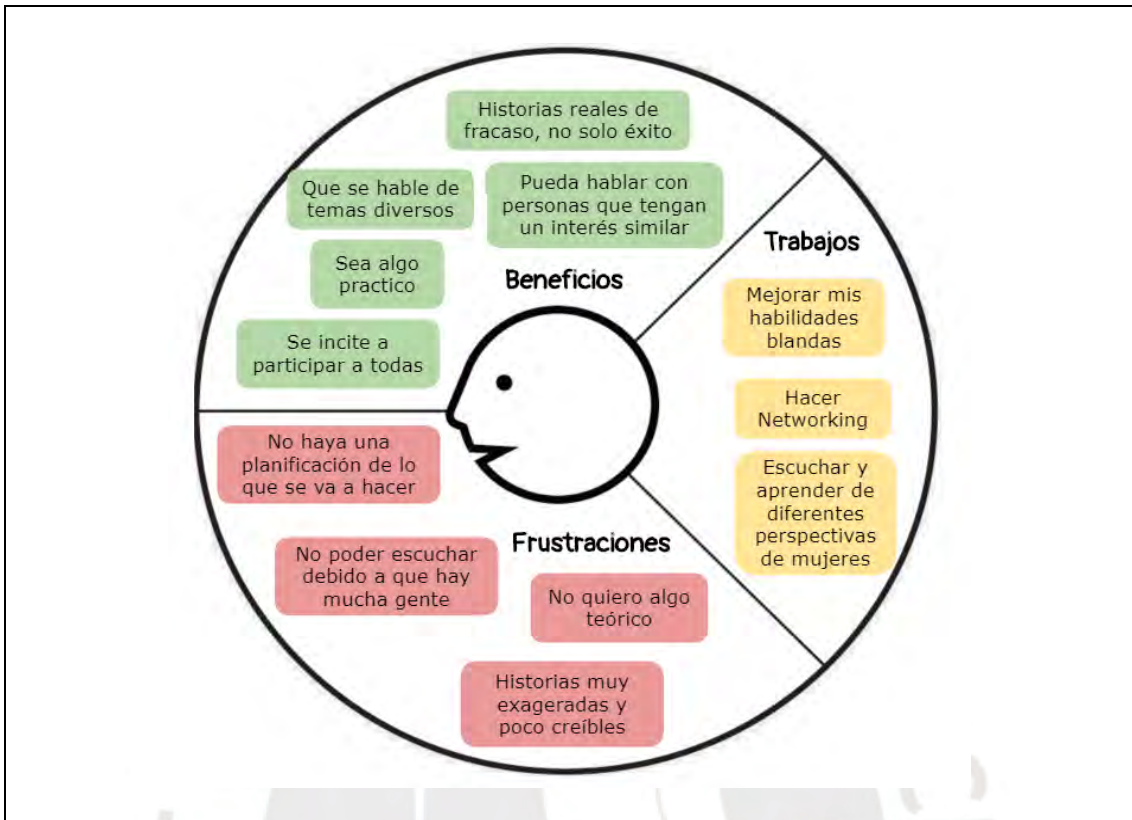 Historias reales de
fracaso, no solo éxito
Que se hable de
temas diversos
Pueda hablar con
personas que tengan
un interés similar
Sea algo
practico
Se incite a
participar a todas
Beneficios
Trabajos
Mejorar mis
habilidades
blandas
Hacer
Networking
Escuchar y
aprender de
diferentes
perspectivas
de mujeres
No haya una
planificación de lo
que se va a hacer
Frustraciones
No poder escuchar
debido a que hay
mucha gente
No quiero algo
teórico
Historias muy
exageradas y
poco creíbles